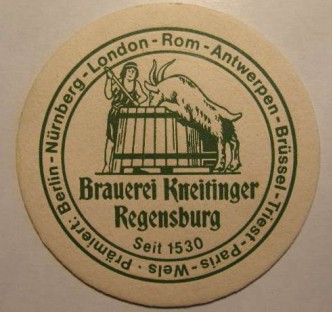 Prämiert: Berlin-Nürnberg-London-Rom-Antwerpen-Brüssel-Triest-Paris-Wels ·
Brauerei Kneitinger
Regensburg
Seit 1530